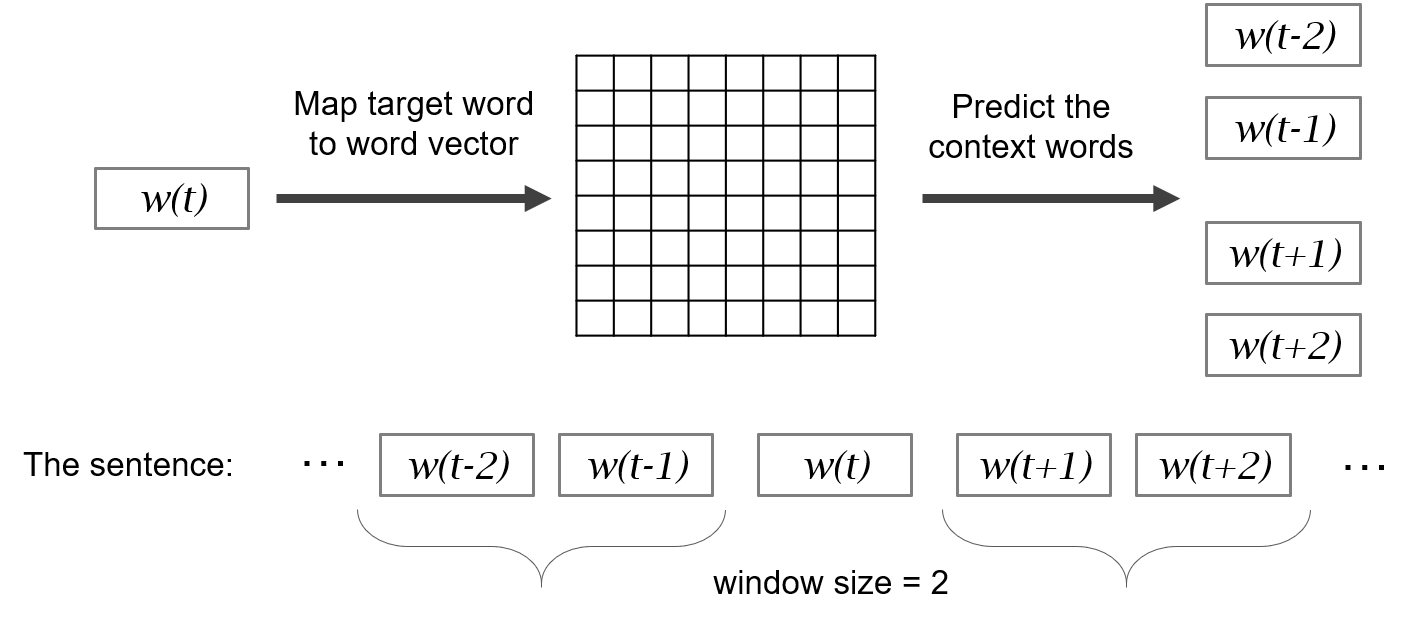 w(t)
Map target word
to word vector
Predict the
context words
w(t-2)
w(t-1)
w(t+1)
w(t+2)
The sentence: ··· w(t-2) w(t-1) w(t) w(t+1) w(t+2) ···
window size = 2